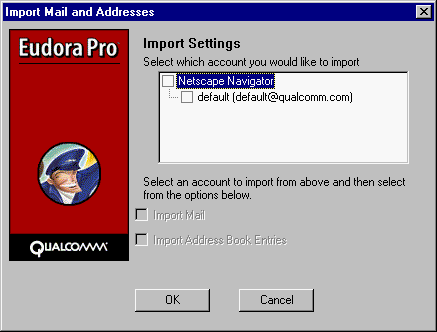 Import Mail and Addresses
Eudora Pro
QUALCOMM
Import Settings
Select which account you would like to import
Netscape Navigator
default (default@qualcomm.com)
Select an account to import from above and then select
from the options below.
Import Mail
Import Address Book Entries
OK
Cancel